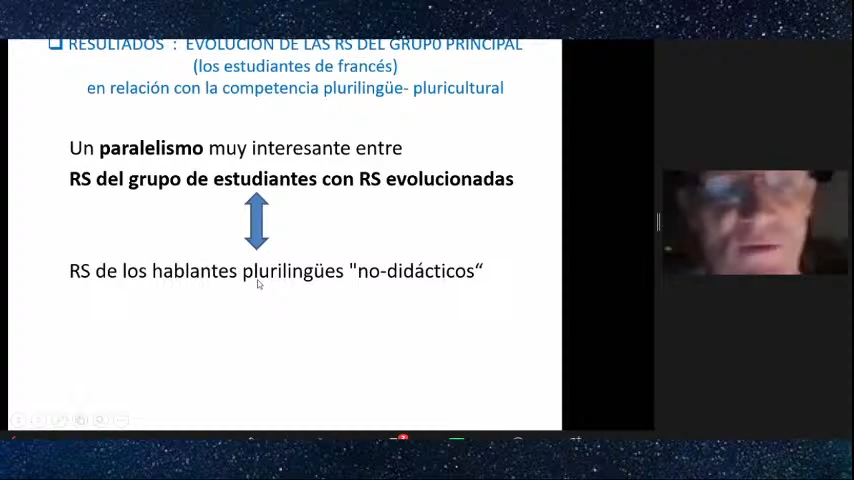 RESULTADOS : EVOLUCIÓN DE LAS RS DEL GRUPO PRINCIPAL
(los estudiantes de francés)
en relación con la competencia plurilingüe- pluricultural
Un paralelismo muy interesante entre
RS del grupo de estudiantes con RS evolucionadas
RS de los hablantes plurilingües "no-didácticos“